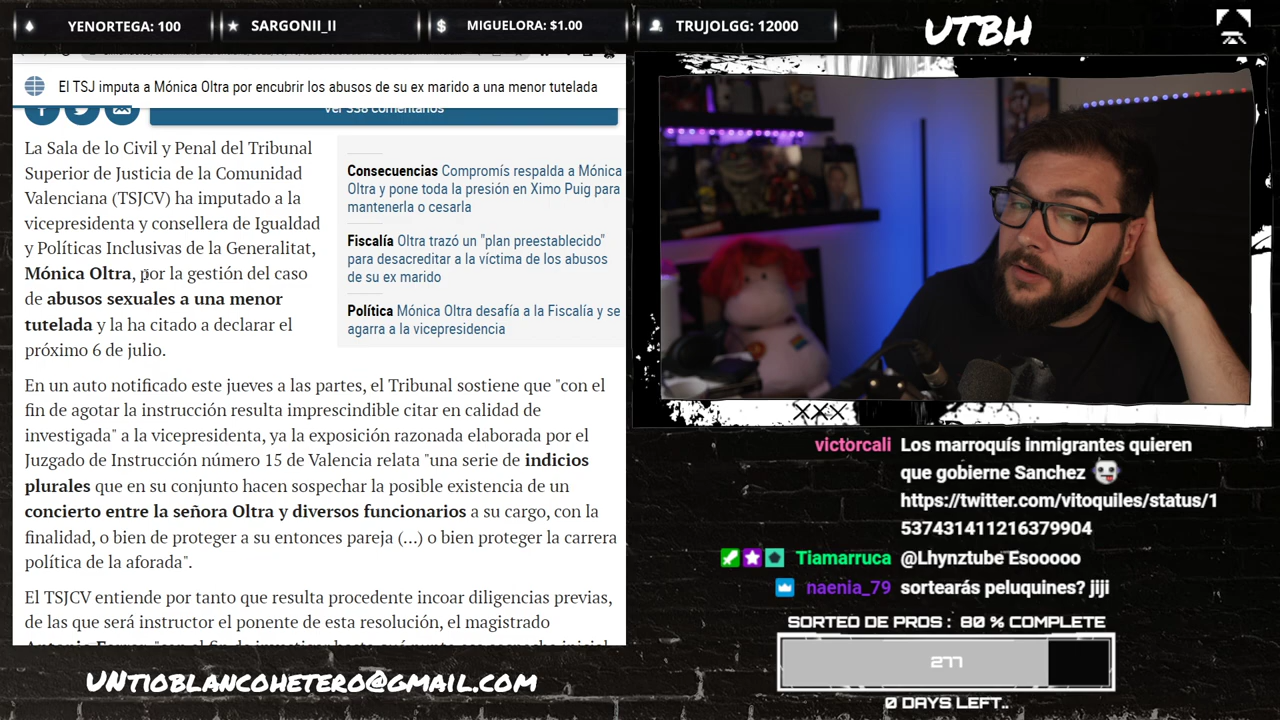 YENORTEGA: 100
SARGONII_II
MIGUELORA: $1.00
TRUJOLGG: 12000
UTBH
El TSJ imputa a Mónica Oltra por encubrir los abusos de su ex marido a una menor tutelada
Ver 338 comentarios
La Sala de lo Civil y Penal del Tribunal
Superior de Justicia de la Comunidad
Valenciana (TSJCV) ha imputado a la
vicepresidenta y consellera de Igualdad
y Políticas Inclusivas de la Generalitat,
Mónica Oltra, por la gestión del caso
de abusos sexuales a una menor
tutelada y la ha citado a declarar el
próximo 6 de julio.
Consecuencias Compromís respalda a Mónica
Oltra y pone toda la presión en Ximo Puig para
mantenerla o cesarla
Fiscalía Oltra trazó un "plan preestablecido"
para desacreditar a la víctima de los abusos
de su ex marido
Política Mónica Oltra desafía a la Fiscalía y se
agarra a la vicepresidencia
En un auto notificado este jueves a las partes, el Tribunal sostiene que "con el
fin de agotar la instrucción resulta imprescindible citar en calidad de
investigada" a la vicepresidenta, ya la exposición razonada elaborada por el
Juzgado de Instrucción número 15 de Valencia relata "una serie de indicios
plurales que en su conjunto hacen sospechar la posible existencia de un
concierto entre la señora Oltra y diversos funcionarios a su cargo, con la
finalidad, o bien de proteger a su entonces pareja (...) o bien proteger la carrera
política de la aforada".
El TSJCV entiende por tanto que resulta procedente incoar diligencias previas,
de las que será instructor el ponente de esta resolución, el magistrado
victorcali Los marroquís inmigrantes quieren
que gobierne Sanchez
https://twitter.com/vitoquiles/status/1
537431411216379904
Tiamarruca @Lhynztube Esooooo
naenia_79 sortearás peluquines? jiji
SORTEO DE PROS : 80 % COMPLETE
277
0 DAYS LEFT..
UNTIOBLANCOHETERO@GMAIL.COM